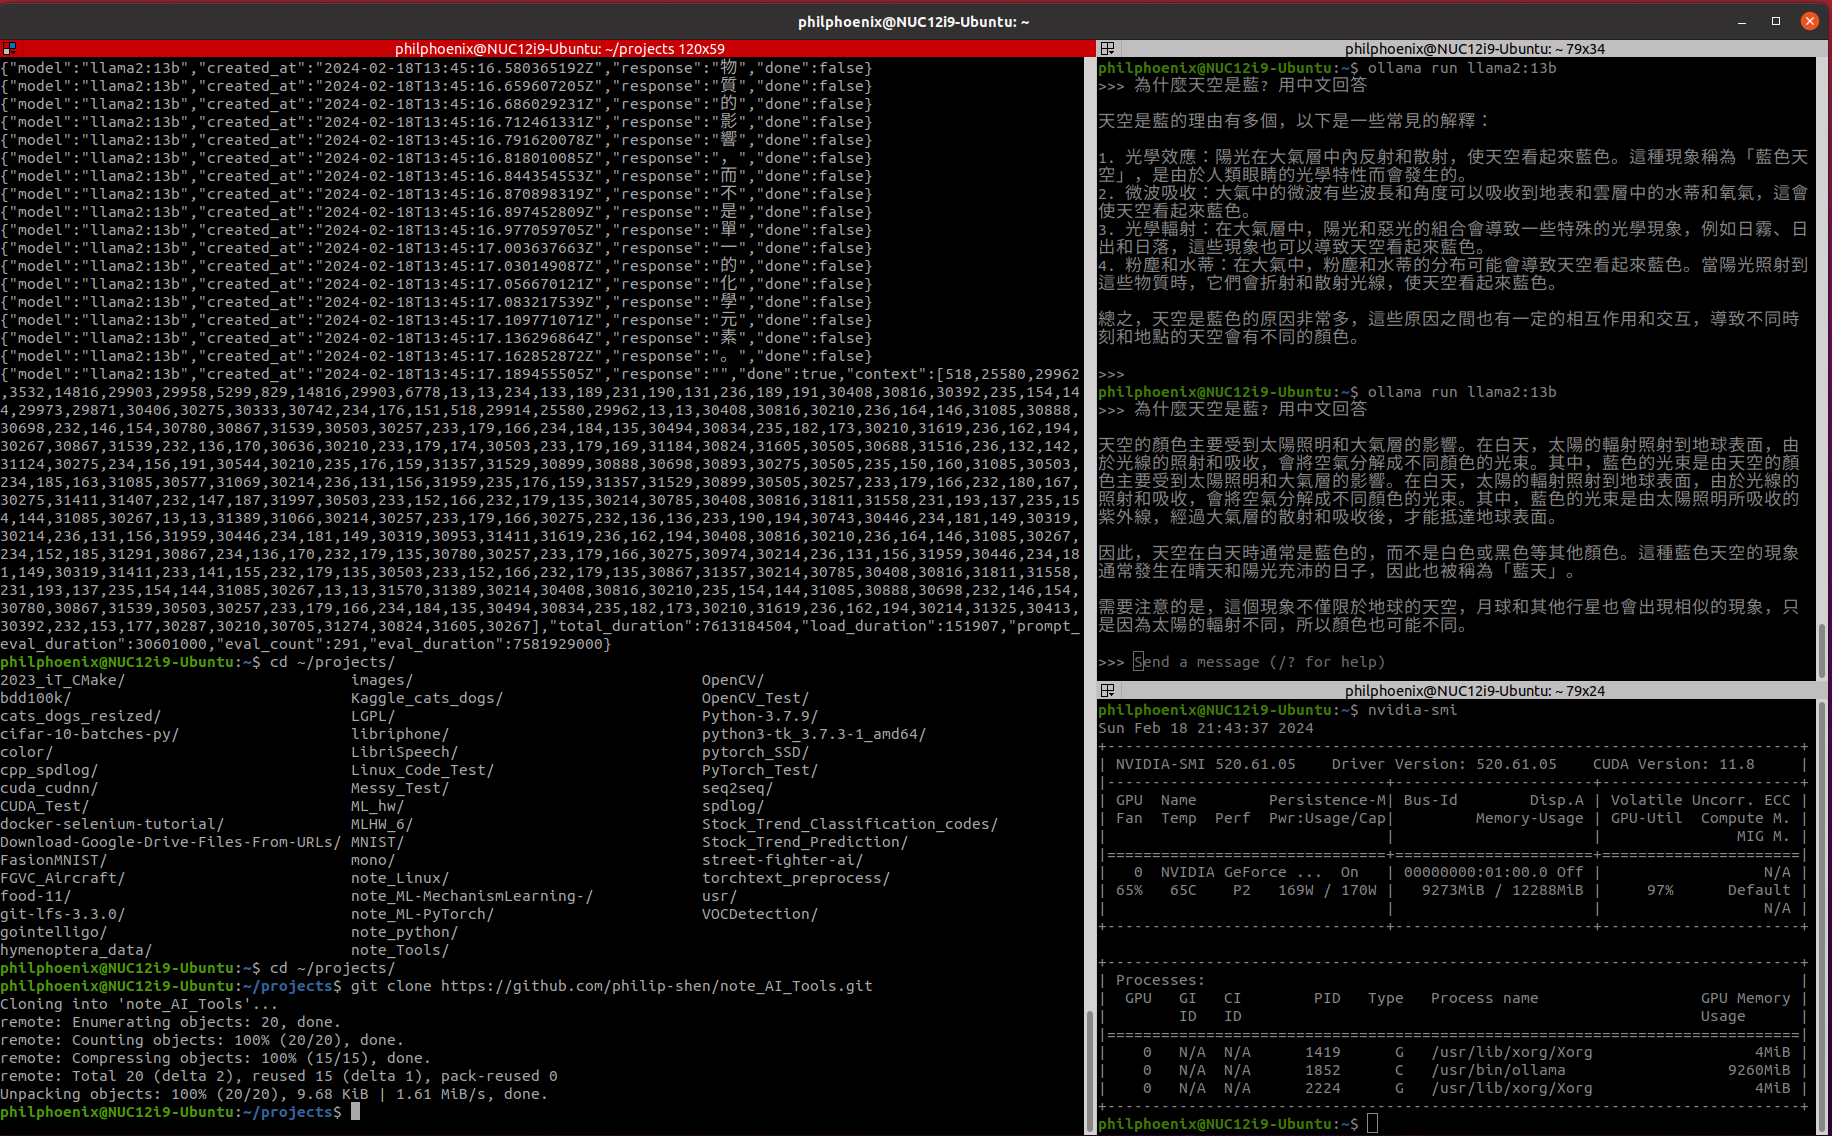 philphoenix@NUC12i9-Ubuntu: ~
philphoenix@NUC12i9-Ubuntu: ~/projects 120x59
{"model":"llama2:13b","created_at":"2024-02-18T13:45:16.580365192Z","response":"物","done":false}
{"model":"llama2:13b","created_at":"2024-02-18T13:45:16.659607205Z","response":"質","done":false}
{"model":"llama2:13b","created_at":"2024-02-18T13:45:16.686029231Z","response":"的","done":false}
{"model":"llama2:13b","created_at":"2024-02-18T13:45:16.712461331Z","response":"影","done":false}
{"model":"llama2:13b","created_at":"2024-02-18T13:45:16.791620078Z","response":"響","done":false}
{"model":"llama2:13b","created_at":"2024-02-18T13:45:16.818010085Z","response":"，","done":false}
{"model":"llama2:13b","created_at":"2024-02-18T13:45:16.844354553Z","response":"而","done":false}
{"model":"llama2:13b","created_at":"2024-02-18T13:45:16.870898319Z","response":"不","done":false}
{"model":"llama2:13b","created_at":"2024-02-18T13:45:16.897452809Z","response":"是","done":false}
{"model":"llama2:13b","created_at":"2024-02-18T13:45:16.977059705Z","response":"單","done":false}
{"model":"llama2:13b","created_at":"2024-02-18T13:45:17.003637663Z","response":"一","done":false}
{"model":"llama2:13b","created_at":"2024-02-18T13:45:17.030149087Z","response":"的","done":false}
{"model":"llama2:13b","created_at":"2024-02-18T13:45:17.056670121Z","response":"化","done":false}
{"model":"llama2:13b","created_at":"2024-02-18T13:45:17.083217539Z","response":"學","done":false}
{"model":"llama2:13b","created_at":"2024-02-18T13:45:17.109771071Z","response":"元","done":false}
{"model":"llama2:13b","created_at":"2024-02-18T13:45:17.136296864Z","response":"素","done":false}
{"model":"llama2:13b","created_at":"2024-02-18T13:45:17.162852872Z","response":"。","done":false}
{"model":"llama2:13b","created_at":"2024-02-18T13:45:17.189455505Z","response":"","done":true,"context":[518,25580,29962
,3532,14816,29903,29958,5299,829,14816,29903,6778,13,13,234,133,189,231,190,131,236,189,191,30408,30816,30392,235,154,14
4,29973,29871,30406,30275,30333,30742,234,176,151,518,29914,25580,29962,13,13,30408,30816,30210,236,164,146,31085,30888,
30698,232,146,154,30780,30867,31539,30503,30257,233,179,166,234,184,135,30494,30834,235,182,173,30210,31619,236,162,194,
30267,30867,31539,232,136,170,30636,30210,233,179,174,30503,233,179,169,31184,30824,31605,30505,30688,31516,236,132,142,
31124,30275,234,156,191,30544,30210,235,176,159,31357,31529,30899,30888,30698,30893,30275,30505,235,150,160,31085,30503,
234,185,163,31085,30577,31069,30214,236,131,156,31959,235,176,159,31357,31529,30899,30505,30257,233,179,166,232,180,167,
30275,31411,31407,232,147,187,31997,30503,233,152,166,232,179,135,30214,30785,30408,30816,31811,31558,231,193,137,235,15
4,144,31085,30267,13,13,31389,31066,30214,30257,233,179,166,30275,232,136,136,233,190,194,30743,30446,234,181,149,30319,
30214,236,131,156,31959,30446,234,181,149,30319,30953,31411,31619,236,162,194,30408,30816,30210,236,164,146,31085,30267,
234,152,185,31291,30867,234,136,170,232,179,135,30780,30257,233,179,166,30275,30974,30214,236,131,156,31959,30446,234,18
1,149,30319,31411,233,141,155,232,179,135,30503,233,152,166,232,179,135,30867,31357,30214,30785,30408,30816,31811,31558,
231,193,137,235,154,144,31085,30267,13,13,31570,31389,30214,30408,30816,30210,235,154,144,31085,30888,30698,232,146,154,
30780,30867,31539,30503,30257,233,179,166,234,184,135,30494,30834,235,182,173,30210,31619,236,162,194,30214,31325,30413,
30392,232,153,177,30287,30210,30705,31274,30824,31605,30267],"total_duration":7613184504,"load_duration":151907,"prompt_
eval_duration":30601000,"eval_count":291,"eval_duration":7581929000}
philphoenix@NUC12i9-Ubuntu:~$ cd ~/projects/
2023_iT_CMake/ images/ OpenCV/
bdd100k/ Kaggle_cats_dogs/ OpenCV_Test/
cats_dogs_resized/ LGPL/ Python-3.7.9/
cifar-10-batches-py/ libriphone/ python3-tk_3.7.3-1_amd64/
color/ LibriSpeech/ pytorch_SSD/
cpp_spdlog/ Linux_Code_Test/ PyTorch_Test/
cuda_cudnn/ Messy_Test/ seq2seq/
CUDA_Test/ ML_hw/ spdlog/
docker-selenium-tutorial/ MLHW_6/ Stock_Trend_Classification_codes/
Download-Google-Drive-Files-From-URLs/ MNIST/ Stock_Trend_Prediction/
FasionMNIST/ mono/ street-fighter-ai/
FGVC_Aircraft/ note_Linux/ torchtext_preprocess/
food-11/ note_ML-MechanismLearning-/ usr/
git-lfs-3.3.0/ note_ML-PyTorch/ VOCDetection/
gointelligo/ note_python/
hymenoptera_data/ note_Tools/
philphoenix@NUC12i9-Ubuntu:~$ cd ~/projects/
philphoenix@NUC12i9-Ubuntu:~/projects$ git clone https://github.com/philip-shen/note_AI_Tools.git
Cloning into 'note_AI_Tools'...
remote: Enumerating objects: 20, done.
remote: Counting objects: 100% (20/20), done.
remote: Compressing objects: 100% (15/15), done.
remote: Total 20 (delta 2), reused 15 (delta 1), pack-reused 0
Unpacking objects: 100% (20/20), 9.68 KiB | 1.61 MiB/s, done.
philphoenix@NUC12i9-Ubuntu:~/projects$
philphoenix@NUC12i9-Ubuntu: ~ 79x34
philphoenix@NUC12i9-Ubuntu:~$ ollama run llama2:13b
>>> 為什麼天空是藍? 用中文回答
天空是藍的理由有多個，以下是一些常見的解釋：
1. 光學效應：陽光在大氣層中內反射和散射，使天空看起來藍色。這種現象稱為「藍色天
空」，是由於人類眼睛的光學特性而會發生的。
2. 微波吸收：大氣中的微波有些波長和角度可以吸收到地表和雲層中的水蒂和氧氣，這會
使天空看起來藍色。
3. 光學輻射：在大氣層中，陽光和惡光的組合會導致一些特殊的光學現象，例如日霧、日
出和日落，這些現象也可以導致天空看起來藍色。
4. 粉塵和水蒂：在大氣中，粉塵和水蒂的分布可能會導致天空看起來藍色。當陽光照射到
這些物質時，它們會折射和散射光線，使天空看起來藍色。
總之，天空是藍色的原因非常多，這些原因之間也有一定的相互作用和交互，導致不同時
刻和地點的天空會有不同的顏色。
>>>
philphoenix@NUC12i9-Ubuntu:~$ ollama run llama2:13b
>>> 為什麼天空是藍? 用中文回答
天空的顏色主要受到太陽照明和大氣層的影響。在白天，太陽的輻射照射到地球表面，由
於光線的照射和吸收，會將空氣分解成不同顏色的光束。其中，藍色的光束是由天空的顏
色主要受到太陽照明和大氣層的影響。在白天，太陽的輻射照射到地球表面，由於光線的
照射和吸收，會將空氣分解成不同顏色的光束。其中，藍色的光束是由太陽照明所吸收的
紫外線，經過大氣層的散射和吸收後，才能抵達地球表面。
因此，天空在白天時通常是藍色的，而不是白色或黑色等其他顏色。這種藍色天空的現象
通常發生在晴天和陽光充沛的日子，因此也被稱為「藍天」。
需要注意的是，這個現象不僅限於地球的天空，月球和其他行星也會出現相似的現象，只
是因為太陽的輻射不同，所以顏色也可能不同。
>>> Send a message (/? for help)
philphoenix@NUC12i9-Ubuntu: ~ 79x24
philphoenix@NUC12i9-Ubuntu:~$ nvidia-smi
Sun Feb 18 21:43:37 2024
| NVIDIA-SMI 520.61.05    Driver Version: 520.61.05    CUDA Version: 11.8     |
| GPU  Name        Persistence-M| Bus-Id        Disp.A | Volatile Uncorr. ECC |
| Fan  Temp  Perf  Pwr:Usage/Cap|         Memory-Usage | GPU-Util  Compute M. |
|                               |                      |               MIG M. |
|   0  NVIDIA GeForce ...  On   | 00000000:01:00.0 Off |                  N/A |
| 65%   65C    P2   169W / 170W |   9273MiB / 12288MiB |     97%      Default |
|                               |                      |                  N/A |
| Processes:                                                                  |
|  GPU   GI   CI        PID   Type   Process name                  GPU Memory |
|        ID   ID                                                   Usage      |
|    0   N/A  N/A      1419      G   /usr/lib/xorg/Xorg                  4MiB |
|    0   N/A  N/A      1852      C   /usr/bin/ollama                  9260MiB |
|    0   N/A  N/A      2224      G   /usr/lib/xorg/Xorg                  4MiB |
philphoenix@NUC12i9-Ubuntu:~$